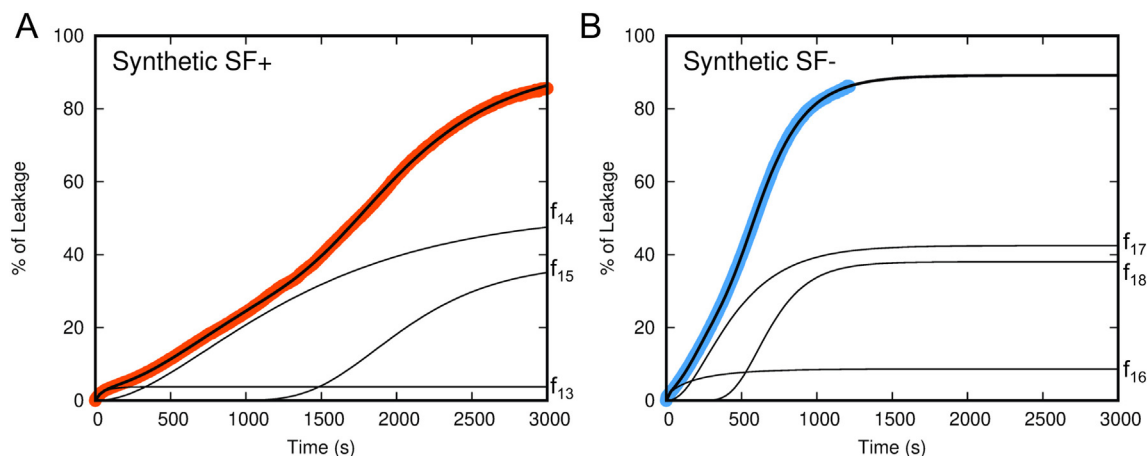 A
Synthetic SF+
% of Leakage
100
80
60
40
20
0
f14
f15
f13
0 500 1000 1500 2000 2500 3000
Time (s)
B
Synthetic SF-
% of Leakage
100
80
60
40
20
0
f17
f18
f16
0 500 1000 1500 2000 2500 3000
Time (s)